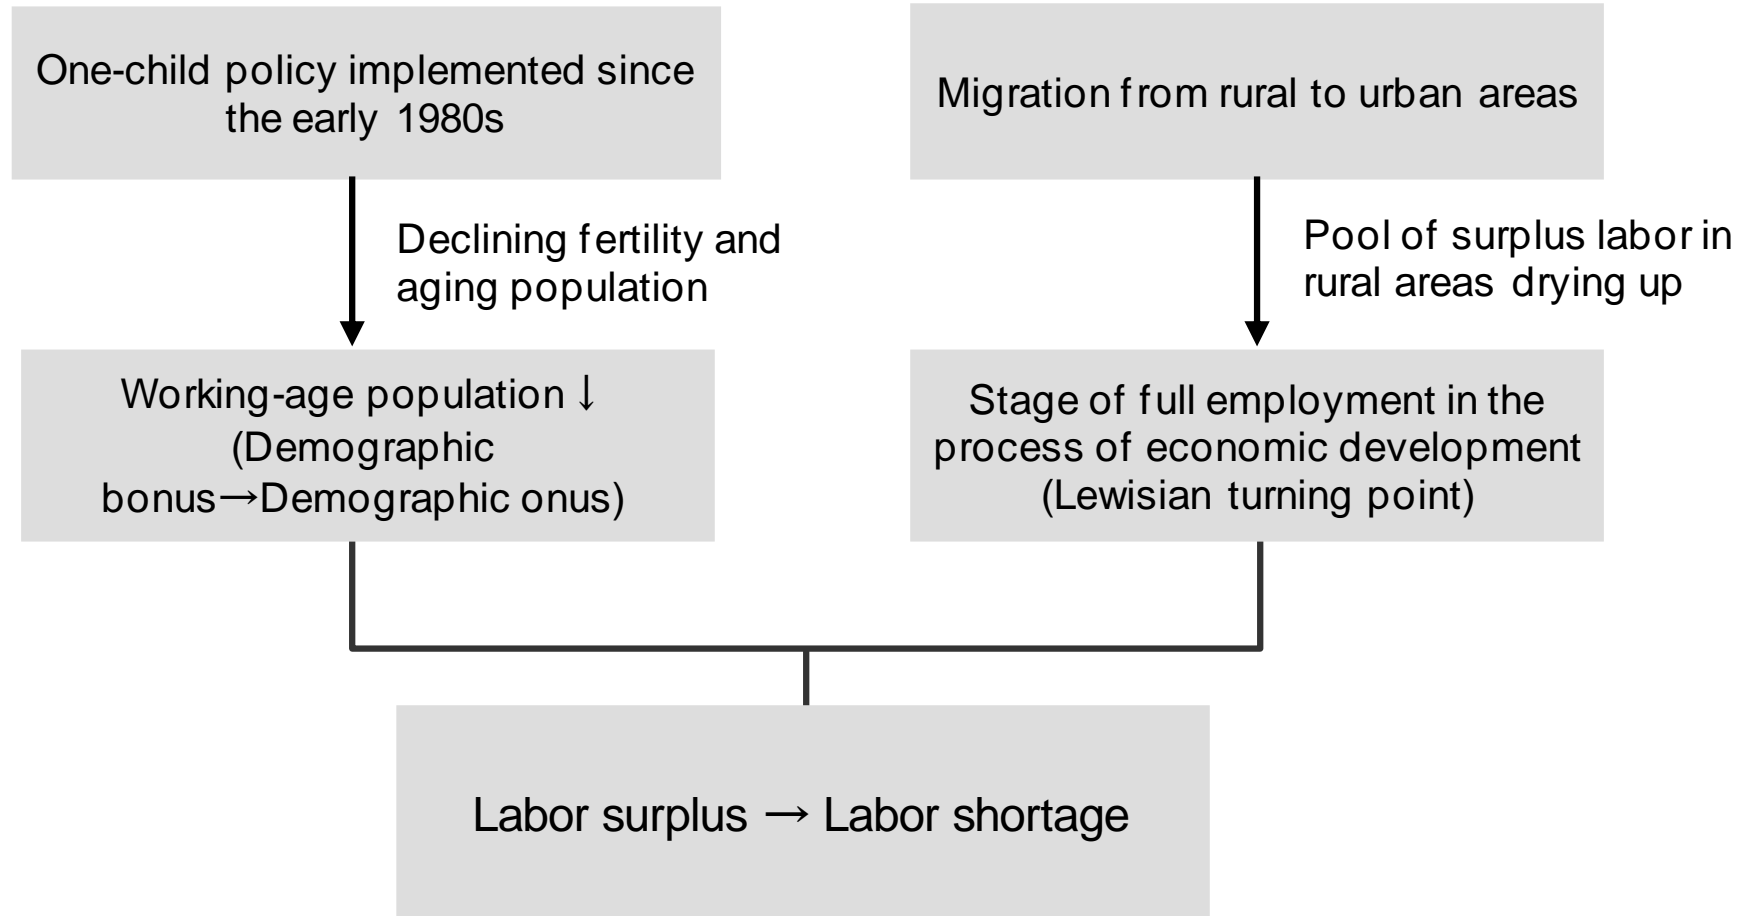 One-child policy implemented since
the early 1980s
Migration from rural to urban areas
Declining fertility and
aging population
Pool of surplus labor in
rural areas drying up
Working-age population↓
(Demographic
bonus→Demographic onus)
Stage of full employment in the
process of economic development
(Lewisian turning point)
Labor surplus → Labor shortage